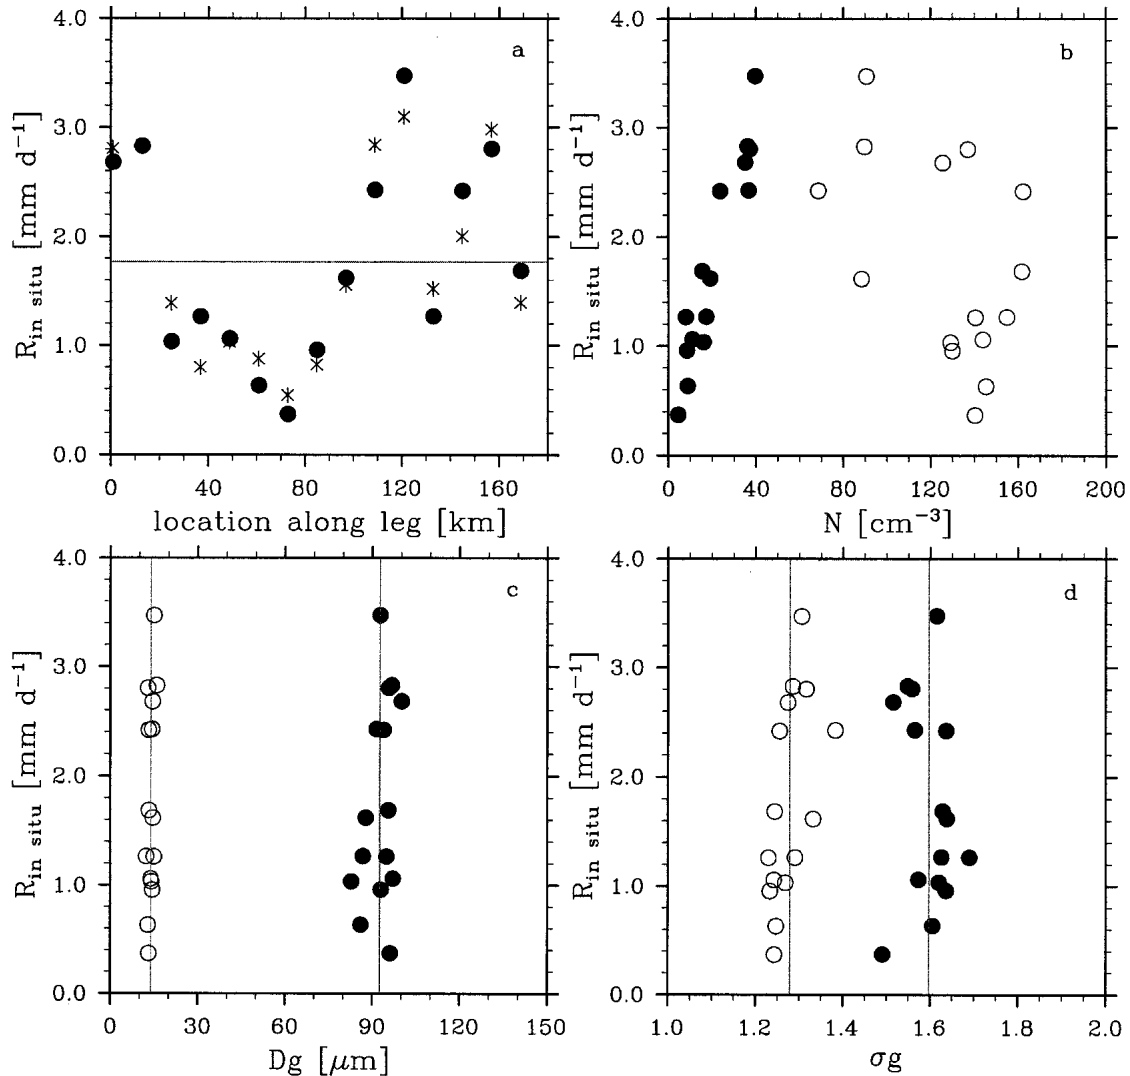 a
4.0
3.0
2.0
1.0
0.0
R in situ [mm d⁻¹]
0 40 80 120 160
location along leg [km]
b
4.0
3.0
2.0
1.0
0.0
R in situ [mm d⁻¹]
0 40 80 120 160 200
N [cm⁻³]
c
4.0
3.0
2.0
1.0
0.0
R in situ [mm d⁻¹]
0 30 60 90 120 150
Dg [μm]
d
4.0
3.0
2.0
1.0
0.0
R in situ [mm d⁻¹]
1.0 1.2 1.4 1.6 1.8 2.0
σg